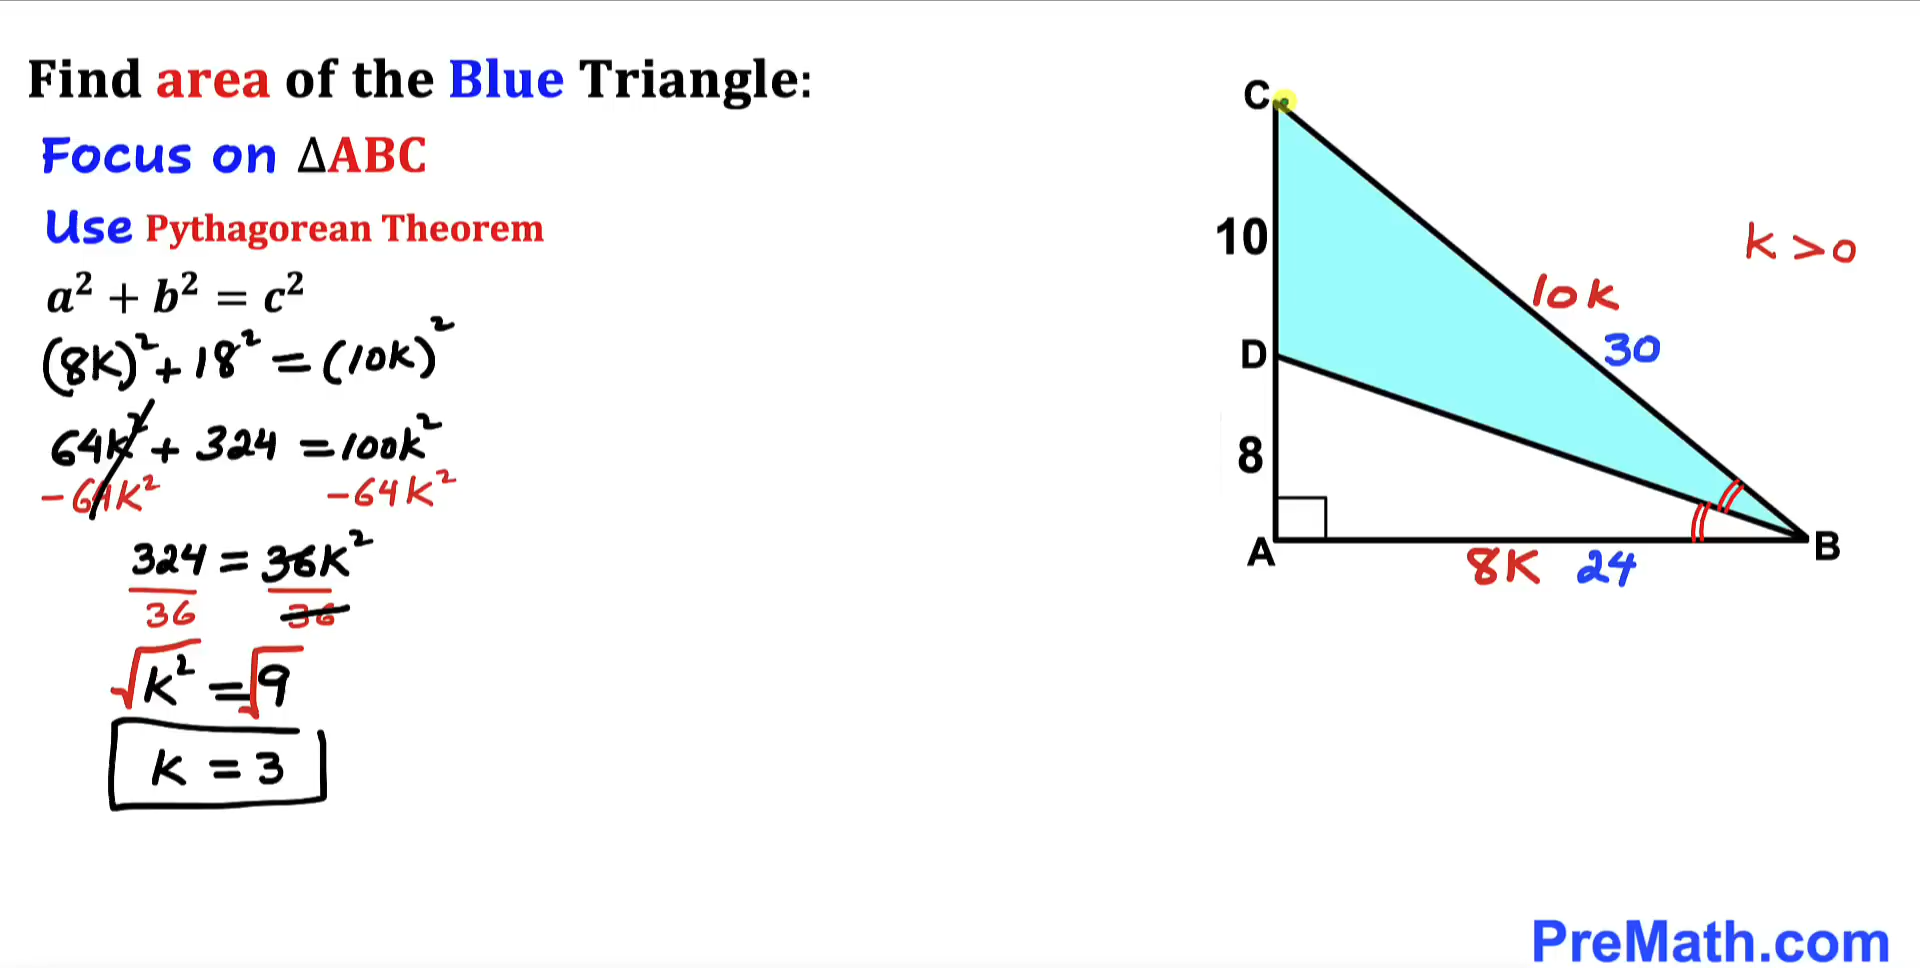 Find area of the Blue Triangle:
Focus on ΔABC
Use Pythagorean Theorem
a² + b² = c²
(8K)² + 18² = (10K)²
64K² + 324 = 100K²
-64K² -64K²
324 = 36K²
36 36
√K² = √9
K = 3
C
10
K > 0
10K
30
D
8
A
8K 24
B
PreMath.com